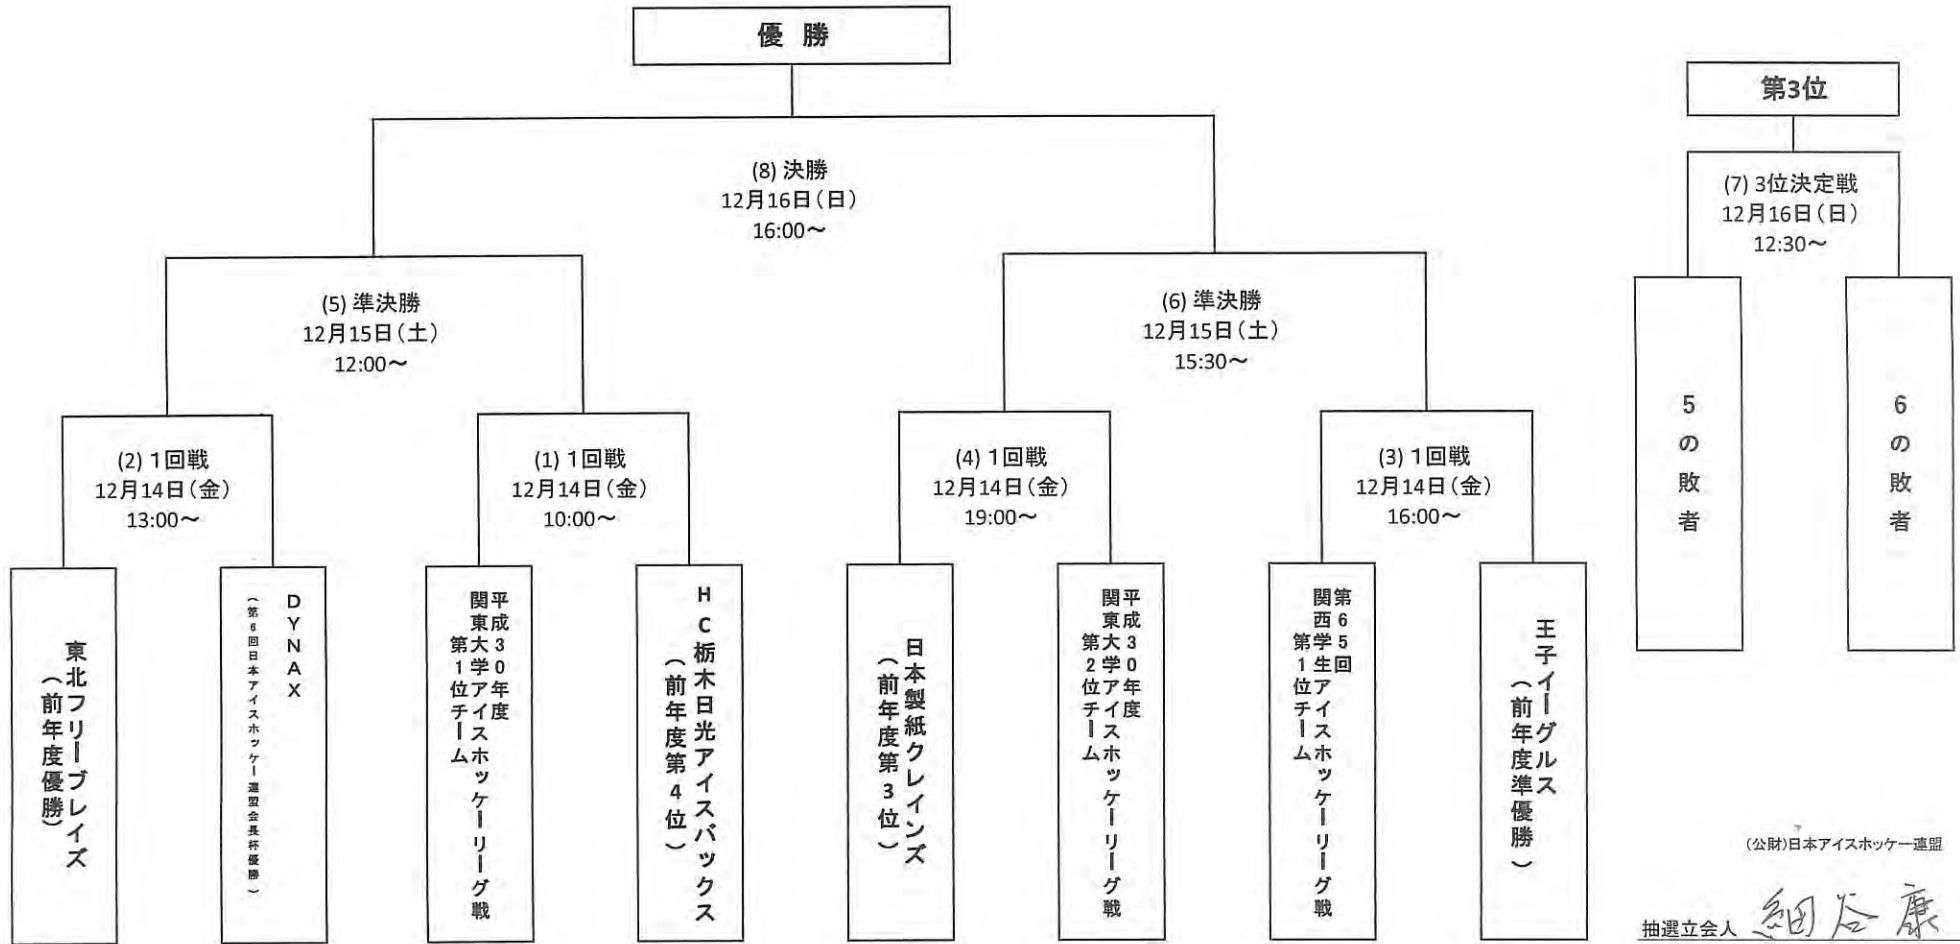 優 勝
第3位
(8) 決勝
12月16日(日)
16:00～
(7) 3位決定戦
12月16日(日)
12:30～
(5) 準決勝
12月15日(土)
12:00～
(6) 準決勝
12月15日(土)
15:30～
5の敗者
6の敗者
(2) 1回戦
12月14日(金)
13:00～
(1) 1回戦
12月14日(金)
10:00～
(4) 1回戦
12月14日(金)
19:00～
(3) 1回戦
12月14日(金)
16:00～
東北フリーブレイズ
(前年度優勝)
DYNAX
(第6回日本アイスホッケー連盟会長杯優勝)
平成30年度
関東大学アイスホッケーリーグ戦
第1位チーム
HC栃木日光アイスバックス
(前年度第4位)
日本製紙クレインズ
(前年度第3位)
平成30年度
関東大学アイスホッケーリーグ戦
第2位チーム
第65回
関西学生アイスホッケーリーグ戦
第1位チーム
王子イーグルス
(前年度準優勝)
(公財)日本アイスホッケー連盟
抽選立会人 細谷 康